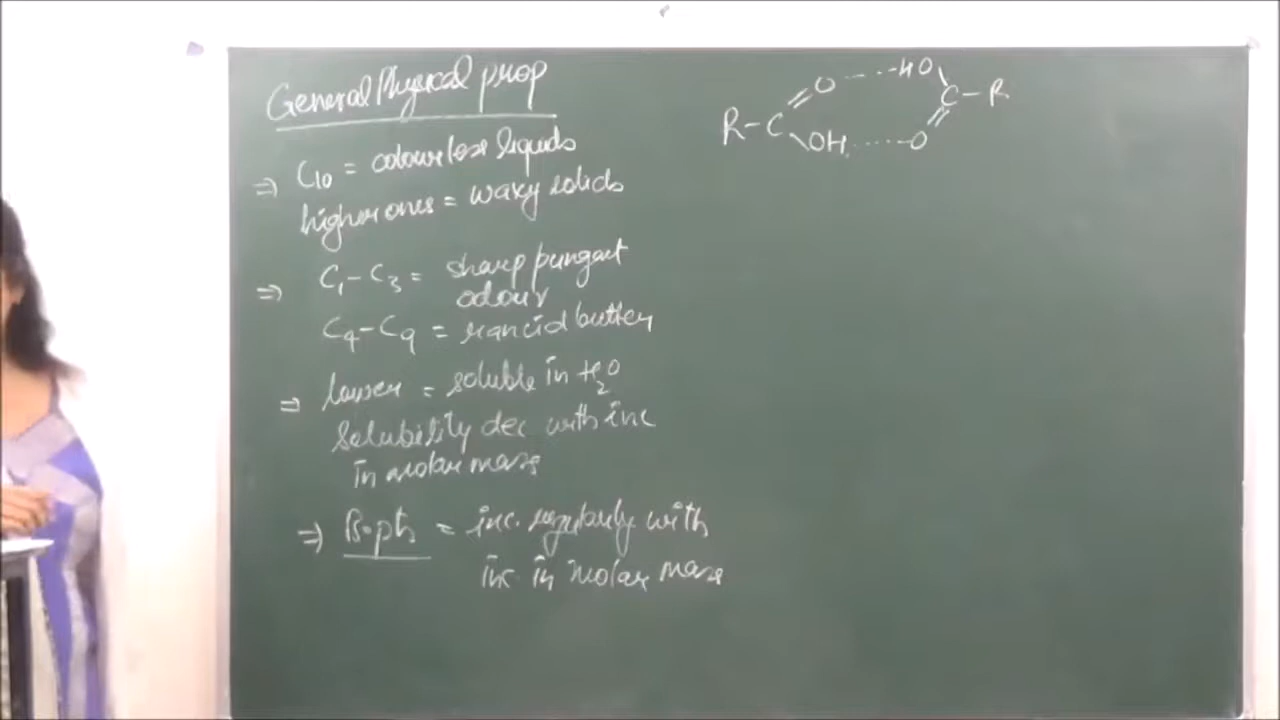 General Physical prop
⇒ C10 = colourless liquids
higher ones = waxy solids
⇒ C1-C3 = sharp pungent
odour
C4-C9 = rancid butter
⇒ lower = soluble in H2O
solubility dec with inc
in molar mass
⇒ B.pts = inc. regularly with
inc. in molar mass
O ---- HO
R-C C-R
OH ---- O